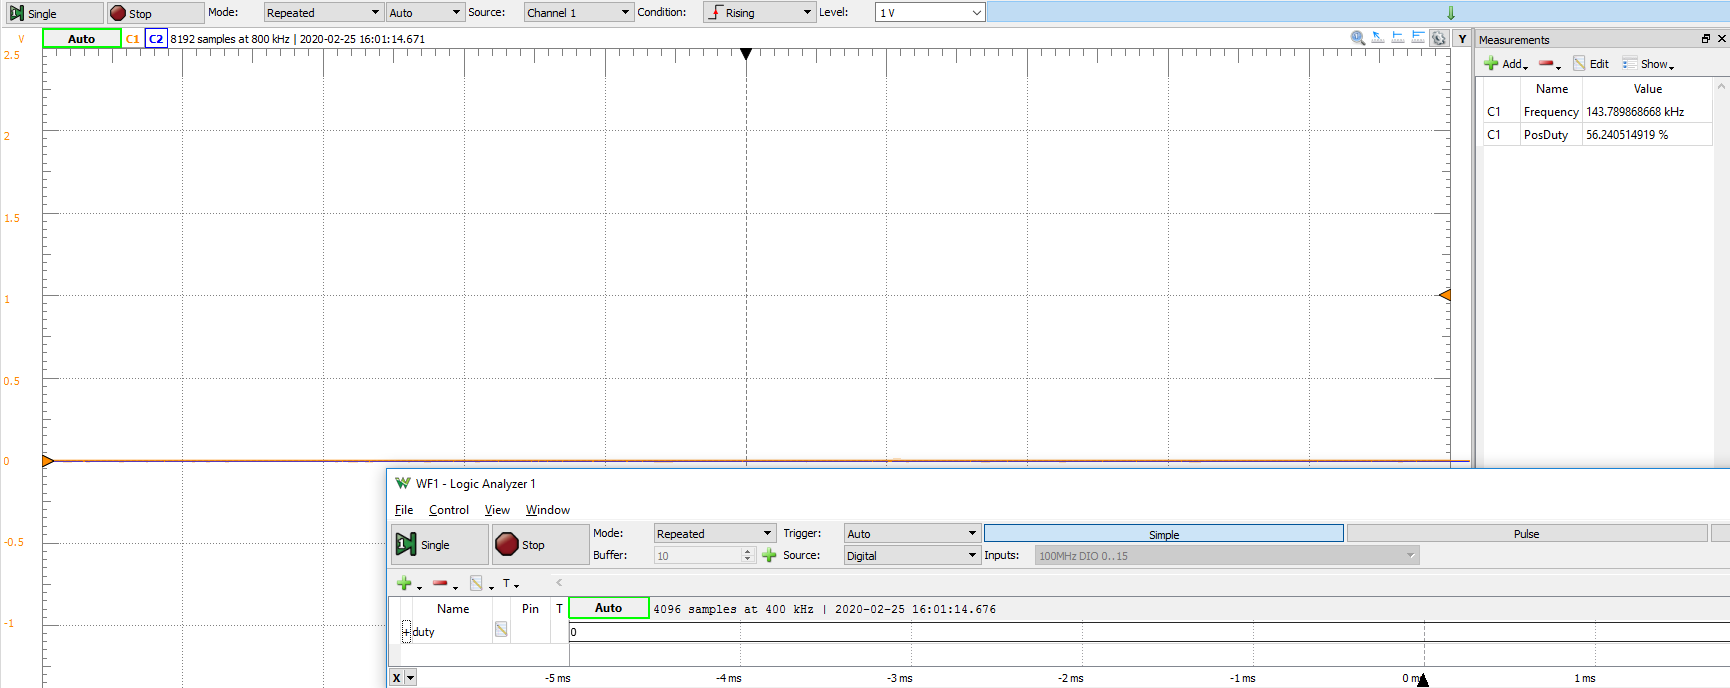 Single Stop Mode: Repeated Auto Source: Channel 1 Condition: Rising Level: 1 V
V Auto C1 C2 8192 samples at 800 kHz | 2020-02-25 16:01:14.671 Y
2.5
2
1.5
1
0.5
0
-0.5
-1
Measurements
Add Edit Show
Name Value
C1 Frequency 143.789868668 kHz
C1 PosDuty 56.240514919 %
WF1 - Logic Analyzer 1
File Control View Window
Single Stop Mode: Repeated Trigger: Auto Simple Pulse
Buffer: 10 Source: Digital Inputs: 100MHz DIO 0..15
T
Name Pin T Auto 4096 samples at 400 kHz | 2020-02-25 16:01:14.676
duty 0
X -5 ms -4 ms -3 ms -2 ms -1 ms 0 ms 1 ms